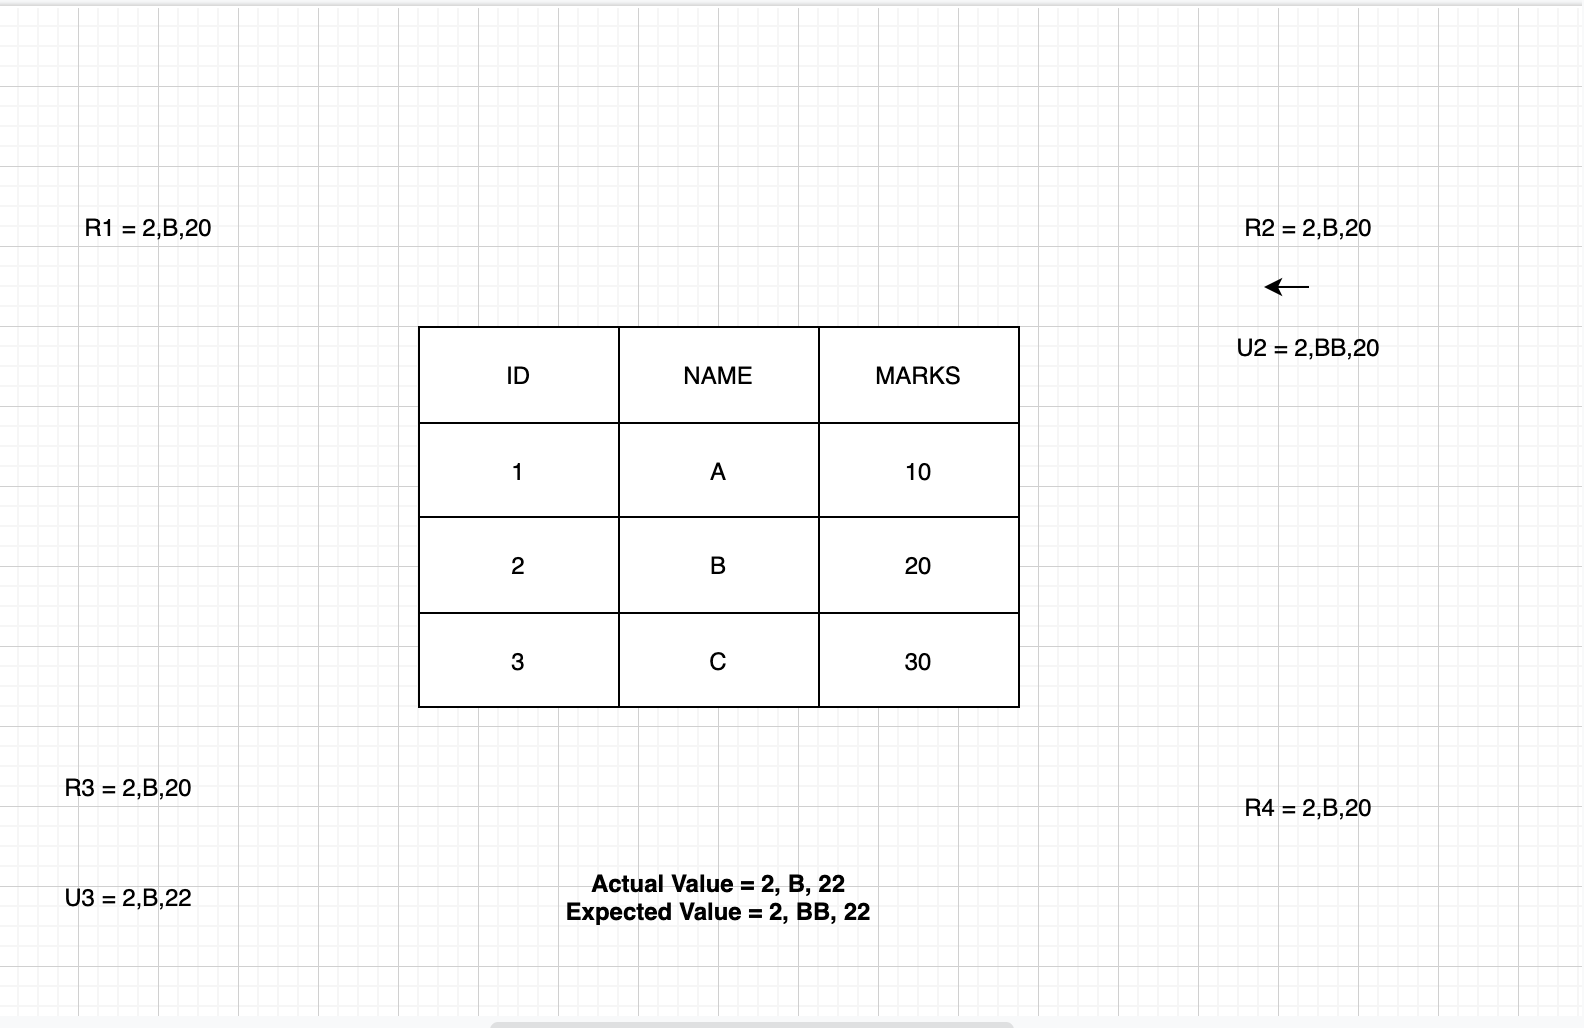 R1 = 2,B,20
R2 = 2,B,20
U2 = 2,BB,20
ID NAME MARKS
1 A 10
2 B 20
3 C 30
R3 = 2,B,20
R4 = 2,B,20
U3 = 2,B,22
Actual Value = 2, B, 22
Expected Value = 2, BB, 22